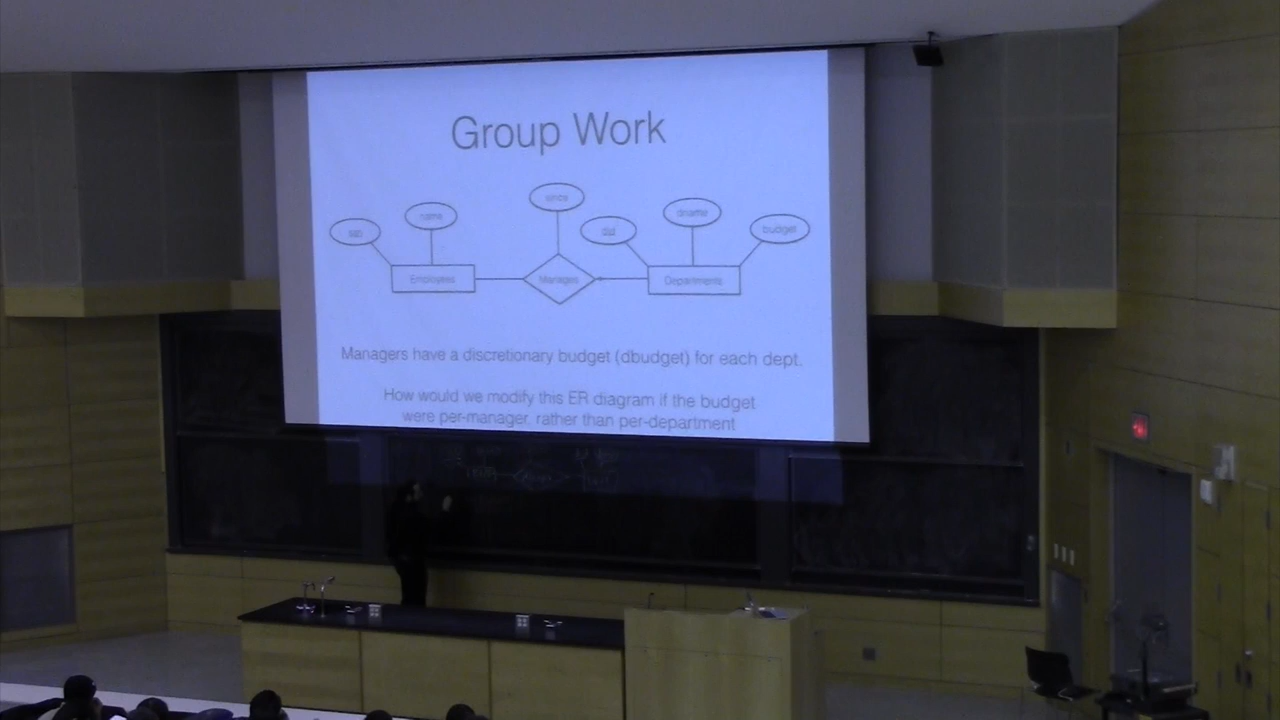 Group Work
since
name
dname
ssn
did
budget
Employees
Manages
Departments
Managers have a discretionary budget (dbudget) for each dept.
How would we modify this ER diagram if the budget
were per-manager, rather than per-department